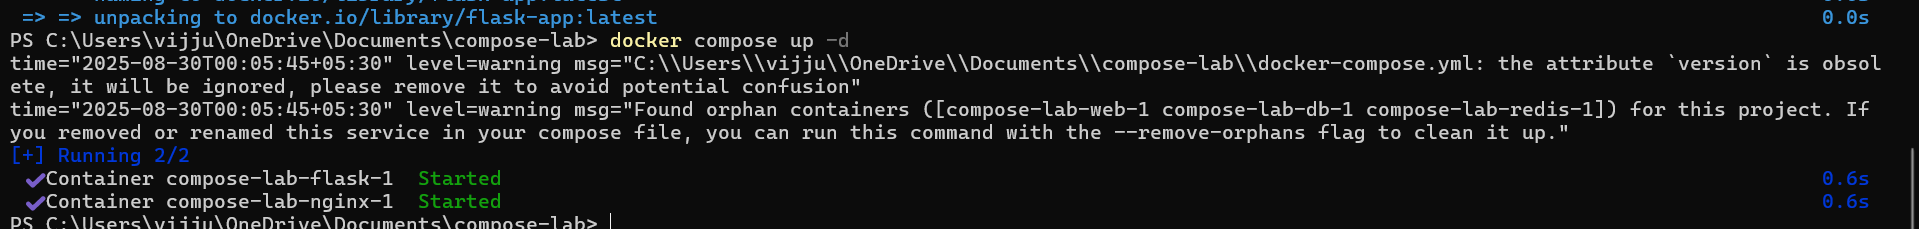 => => unpacking to docker.io/library/flask-app:latest 0.0s
PS C:\Users\vijju\OneDrive\Documents\compose-lab> docker compose up -d
time="2025-08-30T00:05:45+05:30" level=warning msg="C:\\Users\\vijju\\OneDrive\\Documents\\compose-lab\\docker-compose.yml: the attribute `version` is obsol
ete, it will be ignored, please remove it to avoid potential confusion"
time="2025-08-30T00:05:45+05:30" level=warning msg="Found orphan containers ([compose-lab-web-1 compose-lab-db-1 compose-lab-redis-1]) for this project. If
you removed or renamed this service in your compose file, you can run this command with the --remove-orphans flag to clean it up."
[+] Running 2/2
✔Container compose-lab-flask-1 Started 0.6s
✔Container compose-lab-nginx-1 Started 0.6s
PS C:\Users\vijju\OneDrive\Documents\compose-lab>